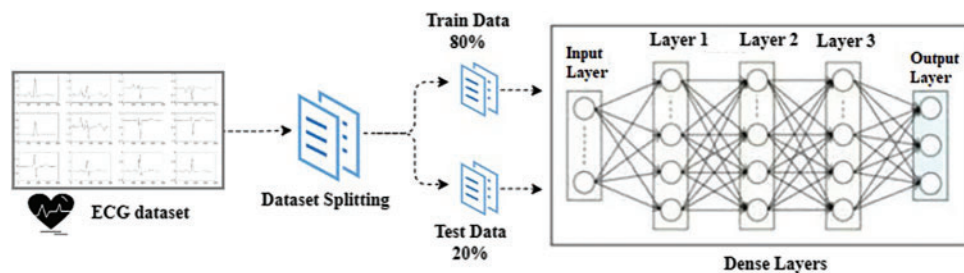 Train Data
80%
Input
Layer
Layer 1
Layer 2
Layer 3
Output
Layer
ECG dataset
Dataset Splitting
Test Data
20%
Dense Layers